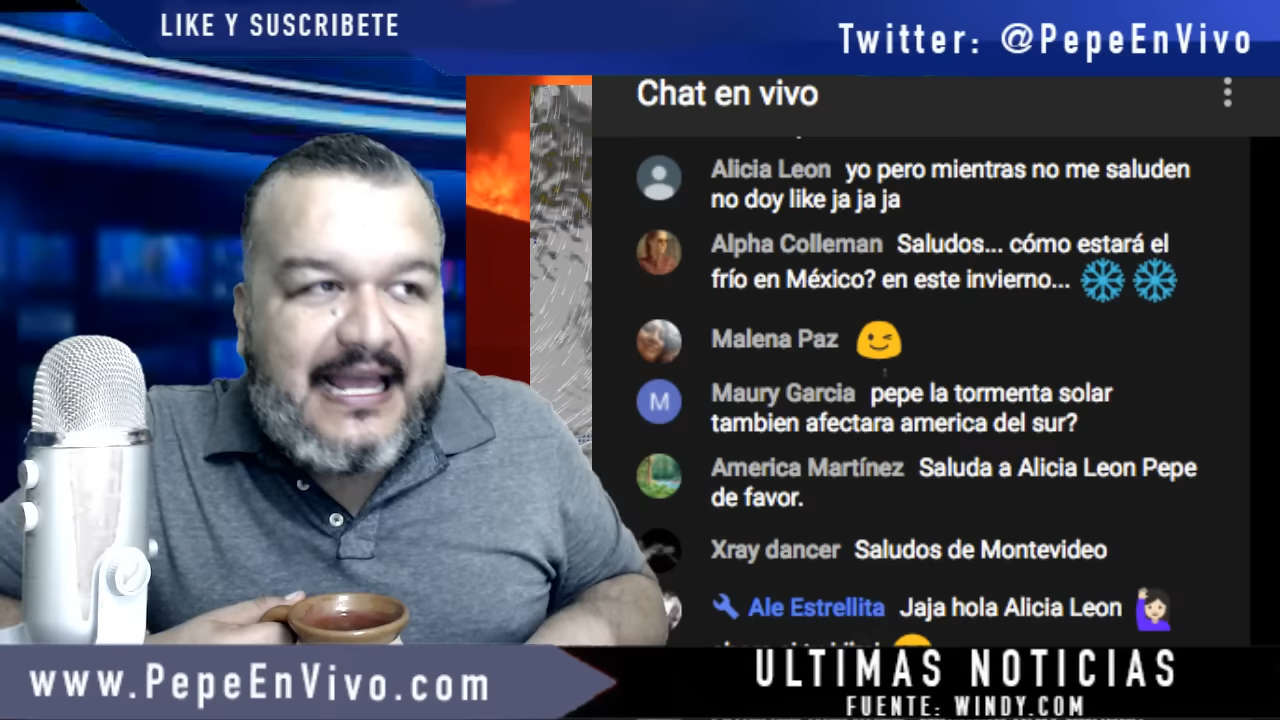 LIKE Y SUSCRIBETE
Twitter: @PepeEnVivo
Chat en vivo
Alicia Leon yo pero mientras no me saluden
no doy like ja ja ja
Alpha Colleman Saludos... cómo estará el
frío en México? en este invierno...
Malena Paz
M
Maury Garcia pepe la tormenta solar
tambien afectara america del sur?
America Martínez Saluda a Alicia Leon Pepe
de favor.
Xray dancer Saludos de Montevideo
Ale Estrellita Jaja hola Alicia Leon
www.PepeEnVivo.com
ULTIMAS NOTICIAS
FUENTE: WINDY.COM